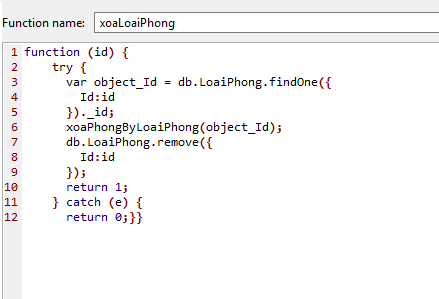 Function name: xoaLoaiPhong
1 function (id) {
2     try {
3       var object_Id = db.LoaiPhong.findOne({
4         Id:id
5       })._id;
6       xoaPhongByLoaiPhong(object_Id);
7       db.LoaiPhong.remove({
8         Id:id
9       });
10       return 1;
11     } catch (e) {
12       return 0;}}